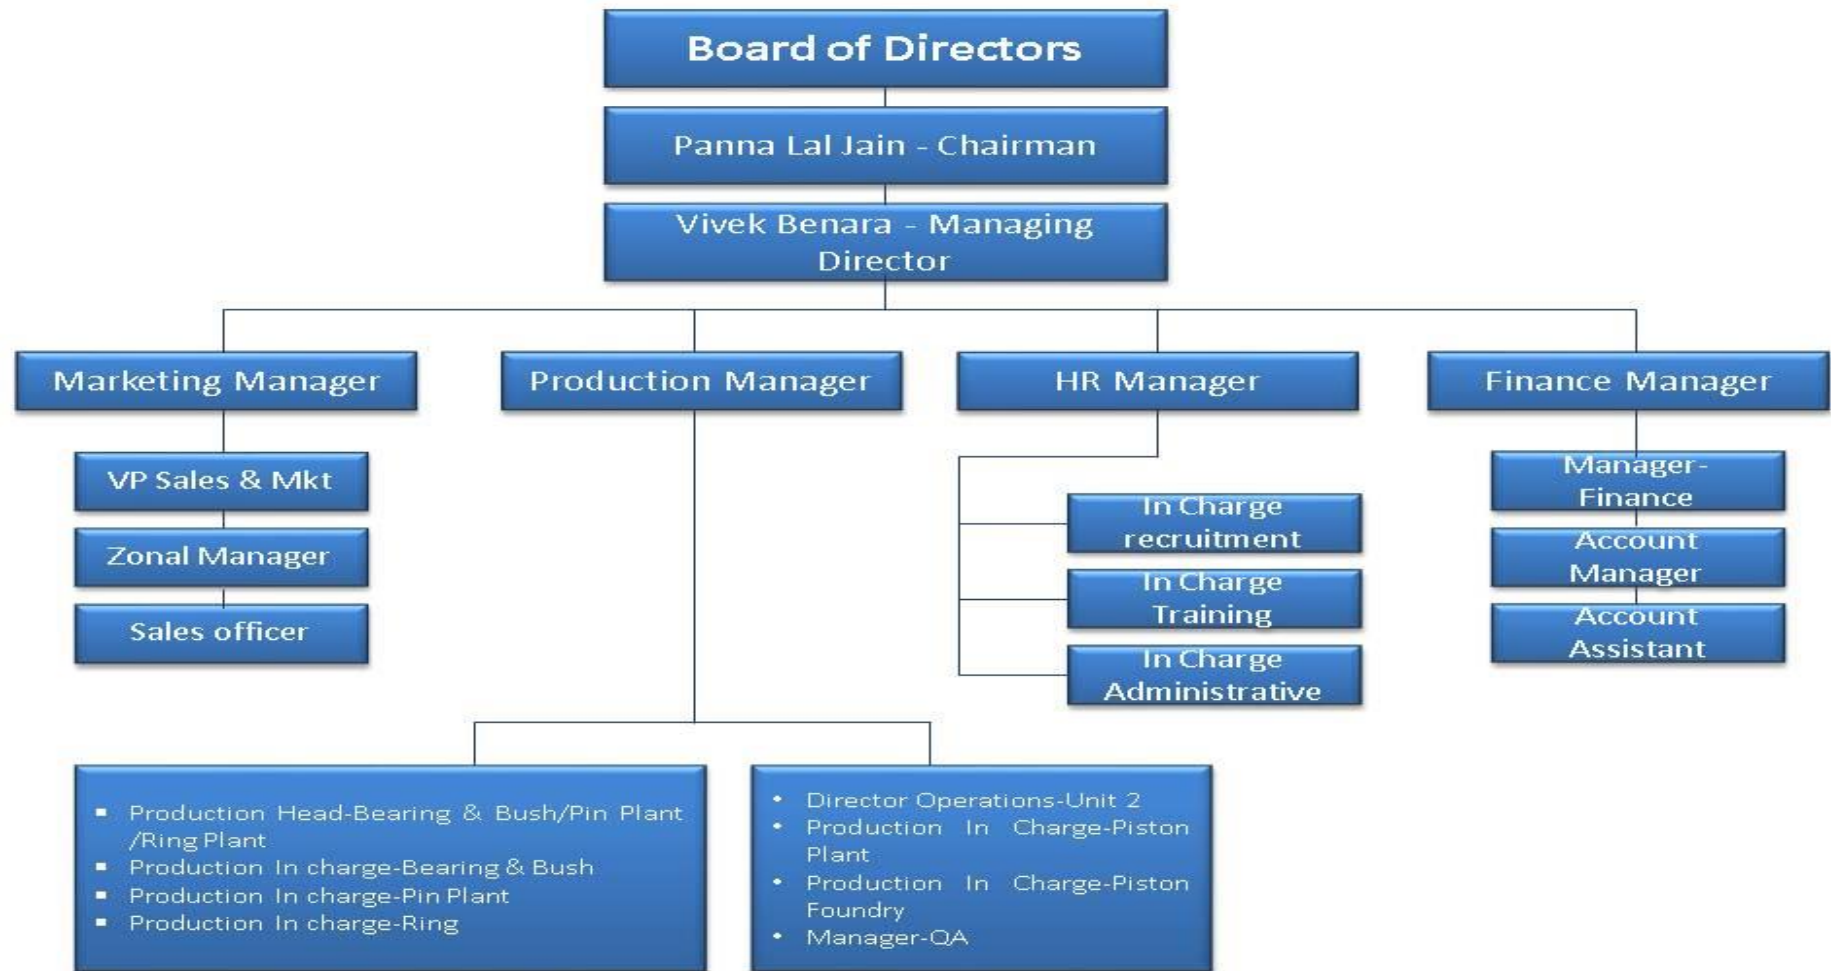 Board of Directors
Panna Lal Jain - Chairman
Vivek Benara - Managing
Director
Marketing Manager
Production Manager
HR Manager
Finance Manager
VP Sales & Mkt
Zonal Manager
Sales officer
In Charge
recruitment
In Charge
Training
In Charge
Administrative
Manager-
Finance
Account
Manager
Account
Assistant
▪ Production Head-Bearing & Bush/Pin Plant
/Ring Plant
▪ Production In charge-Bearing & Bush
▪ Production In charge-Pin Plant
▪ Production In charge-Ring
• Director Operations-Unit 2
• Production In Charge-Piston
Plant
• Production In Charge-Piston
Foundry
• Manager-QA